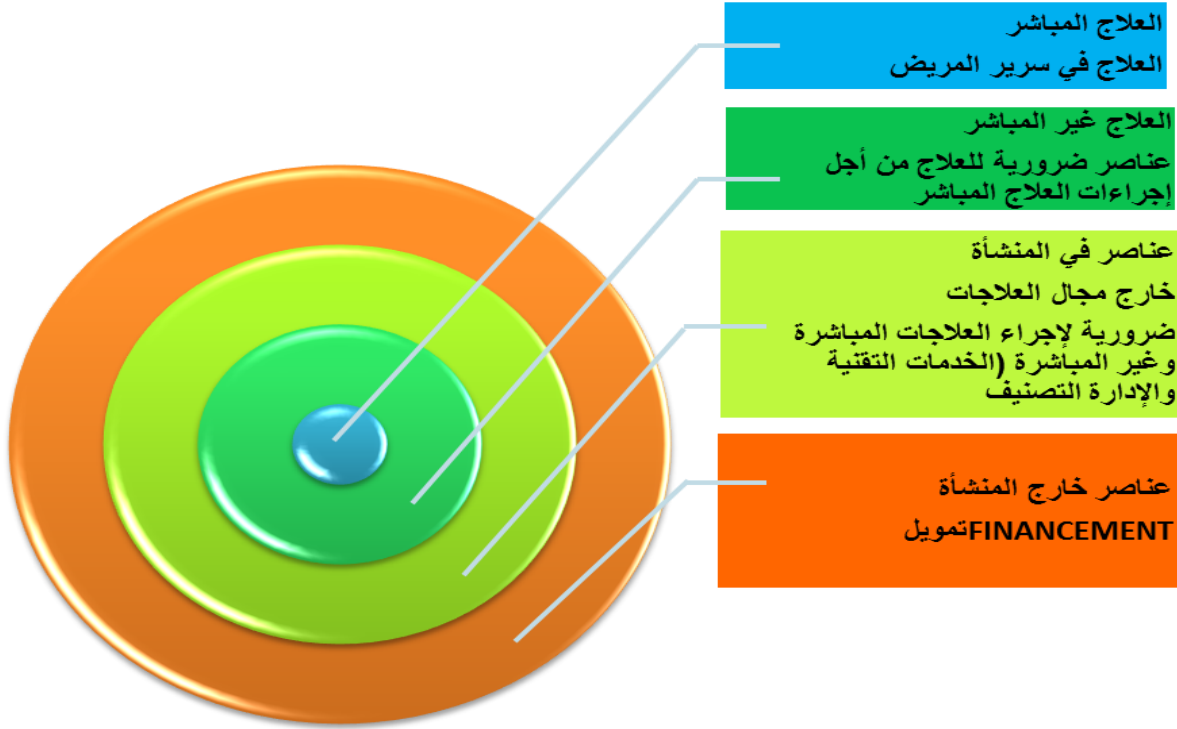 العلاج المباشر
العلاج في سرير المريض
العلاج غير المباشر
عناصر ضرورية للعلاج من أجل
إجراءات العلاج المباشر
عناصر في المنشأة
خارج مجال العلاجات
ضرورية لإجراء العلاجات المباشرة
وغير المباشرة (الخدمات التقنية
والإدارة التصنيف
عناصر خارج المنشأة
FINANCEMENTتمويل